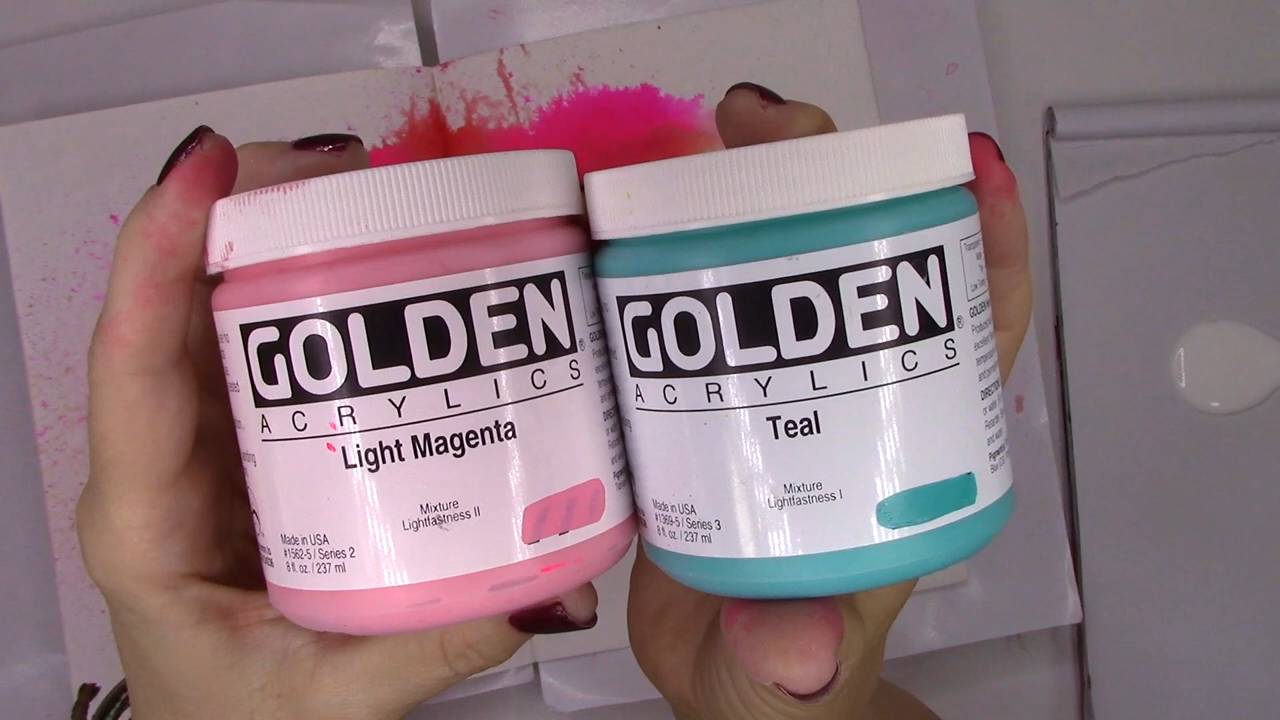 GOLDEN®
ACRYLICS
Light Magenta
Mixture
Lightfastness II
Made in USA
#1562-5 / Series 2
8 fl. oz. / 237 ml
GOLDEN®
ACRYLICS
Teal
Mixture
Lightfastness I
Made in USA
#1369-5 / Series 3
8 fl. oz. / 237 ml